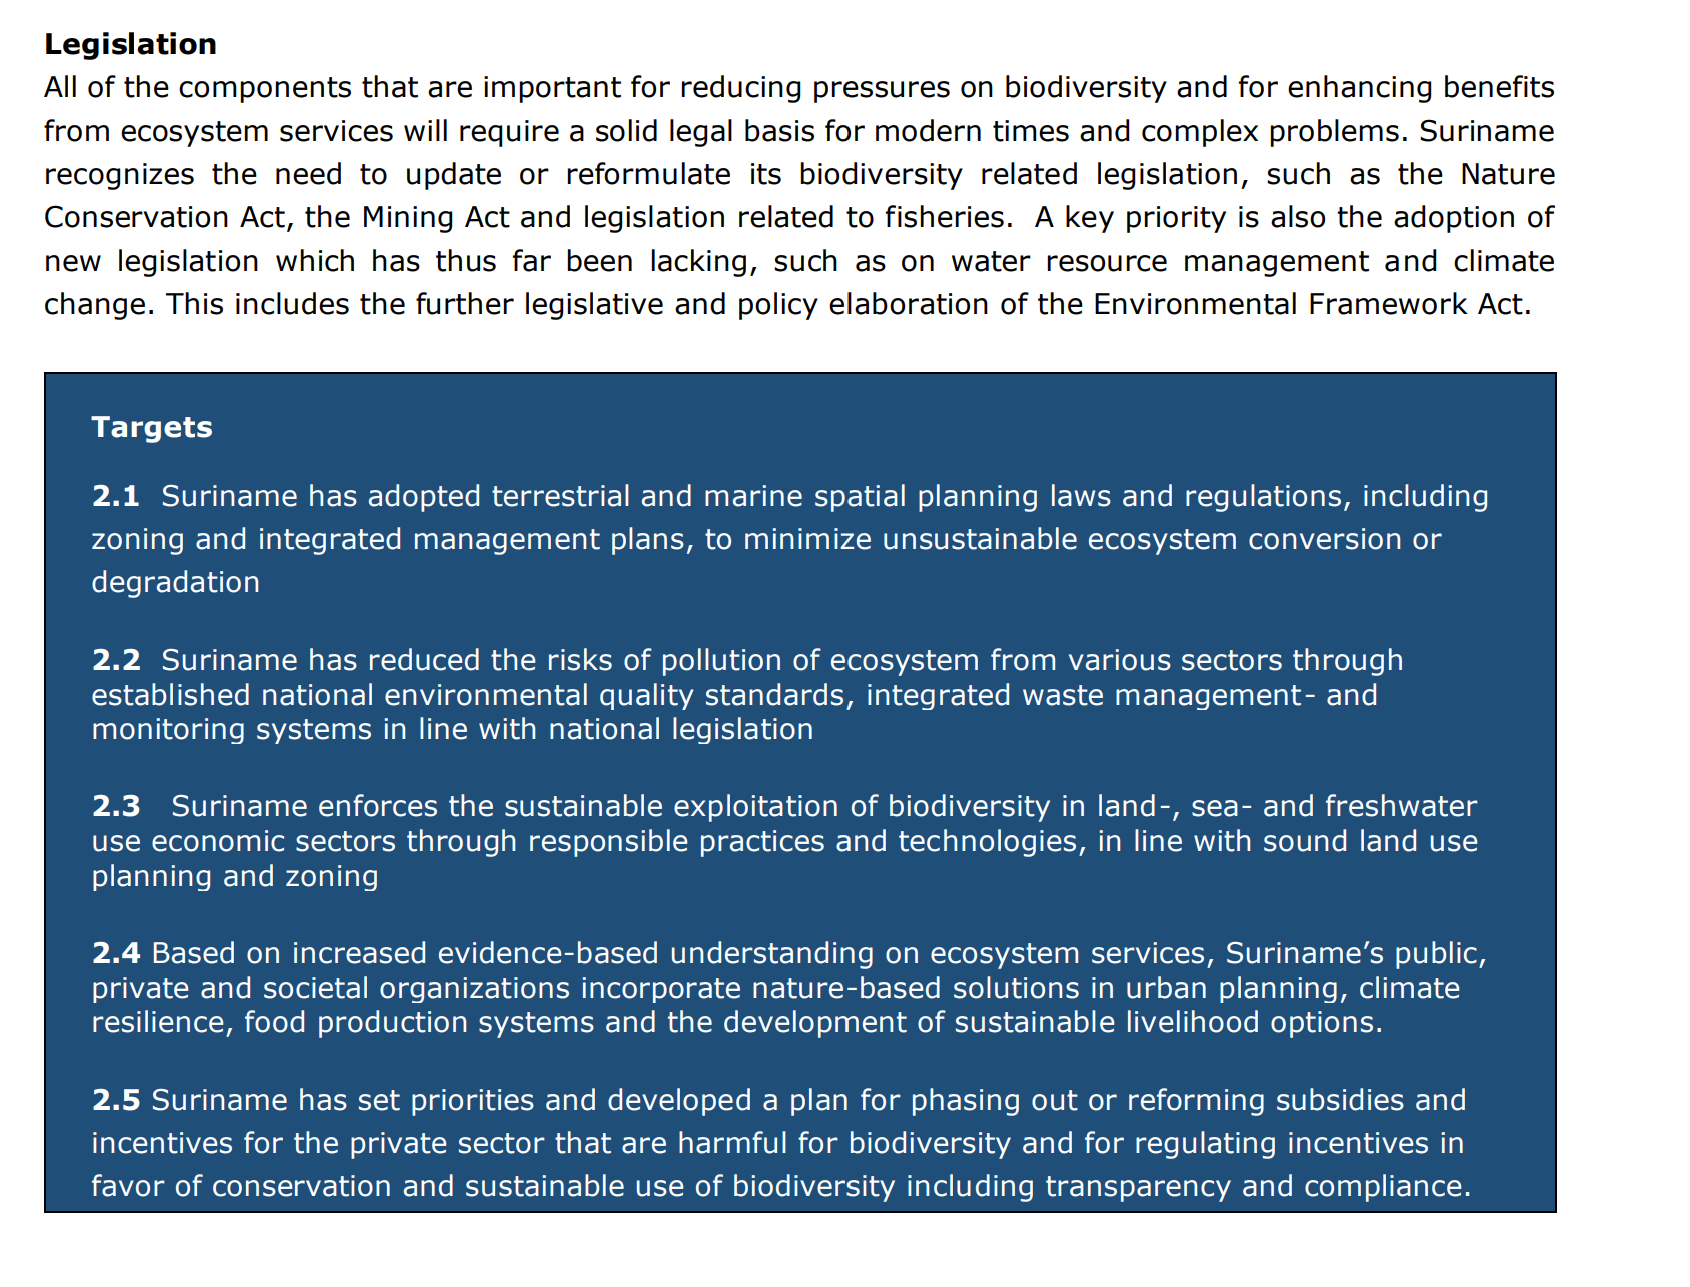 Legislation
All of the components that are important for reducing pressures on biodiversity and for enhancing benefits
from ecosystem services will require a solid legal basis for modern times and complex problems. Suriname
recognizes the need to update or reformulate its biodiversity related legislation, such as the Nature
Conservation Act, the Mining Act and legislation related to fisheries.  A key priority is also the adoption of
new legislation which has thus far been lacking, such as on water resource management and climate
change. This includes the further legislative and policy elaboration of the Environmental Framework Act.
Targets
2.1  Suriname has adopted terrestrial and marine spatial planning laws and regulations, including
zoning and integrated management plans, to minimize unsustainable ecosystem conversion or
degradation
2.2  Suriname has reduced the risks of pollution of ecosystem from various sectors through
established national environmental quality standards, integrated waste management- and
monitoring systems in line with national legislation
2.3   Suriname enforces the sustainable exploitation of biodiversity in land-, sea- and freshwater
use economic sectors through responsible practices and technologies, in line with sound land use
planning and zoning
2.4 Based on increased evidence-based understanding on ecosystem services, Suriname’s public,
private and societal organizations incorporate nature-based solutions in urban planning, climate
resilience, food production systems and the development of sustainable livelihood options.
2.5 Suriname has set priorities and developed a plan for phasing out or reforming subsidies and
incentives for the private sector that are harmful for biodiversity and for regulating incentives in
favor of conservation and sustainable use of biodiversity including transparency and compliance.